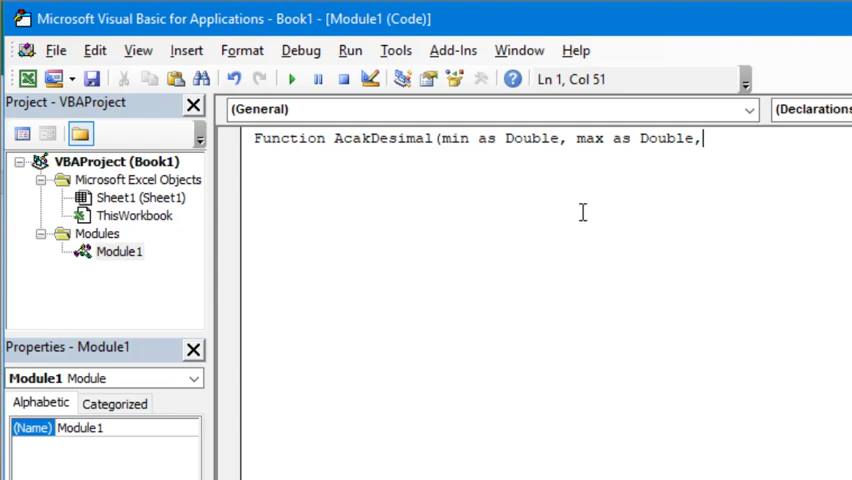 Microsoft Visual Basic for Applications - Book1 - [Module1 (Code)]
File Edit View Insert Format Debug Run Tools Add-Ins Window Help
Ln 1, Col 51
Project - VBAProject
(General)
(Declarations
Function AcakDesimal(min as Double, max as Double,
VBAProject (Book1)
Microsoft Excel Objects
Sheet1 (Sheet1)
ThisWorkbook
Modules
Module1
Properties - Module1
Module1 Module
Alphabetic Categorized
(Name) Module1